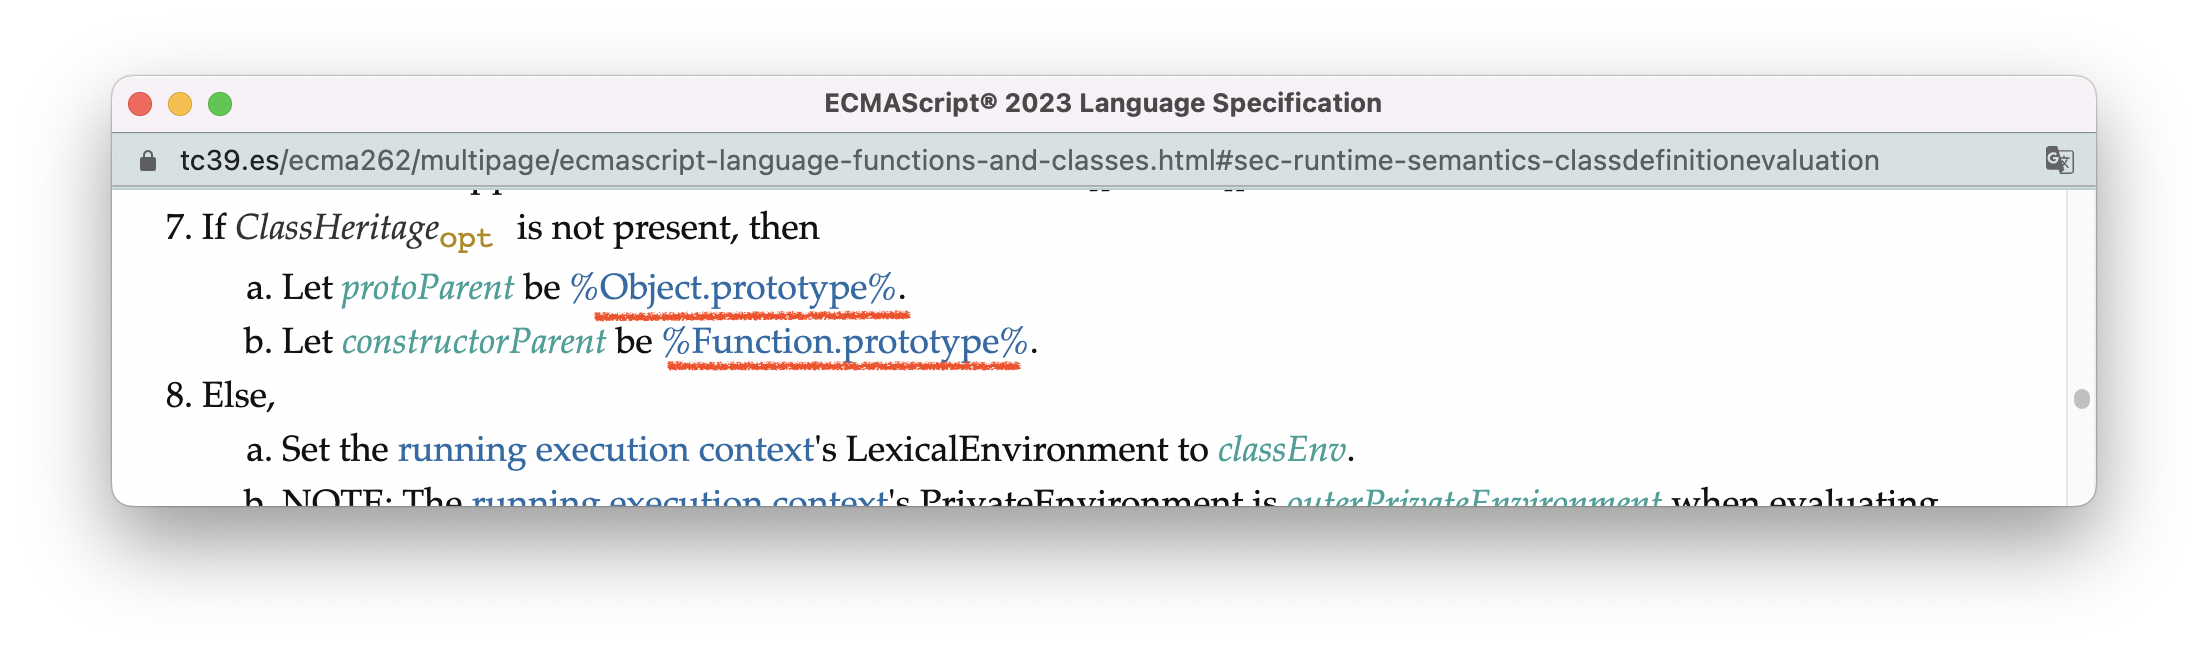 ECMAScript® 2023 Language Specification
tc39.es/ecma262/multipage/ecmascript-language-functions-and-classes.html#sec-runtime-semantics-classdefinitionevaluation
7. If ClassHeritageopt is not present, then
a. Let protoParent be %Object.prototype%.
b. Let constructorParent be %Function.prototype%.
8. Else,
a. Set the running execution context's LexicalEnvironment to classEnv.
b. NOTE: The running execution context's PrivateEnvironment is outerPrivateEnvironment when evaluating